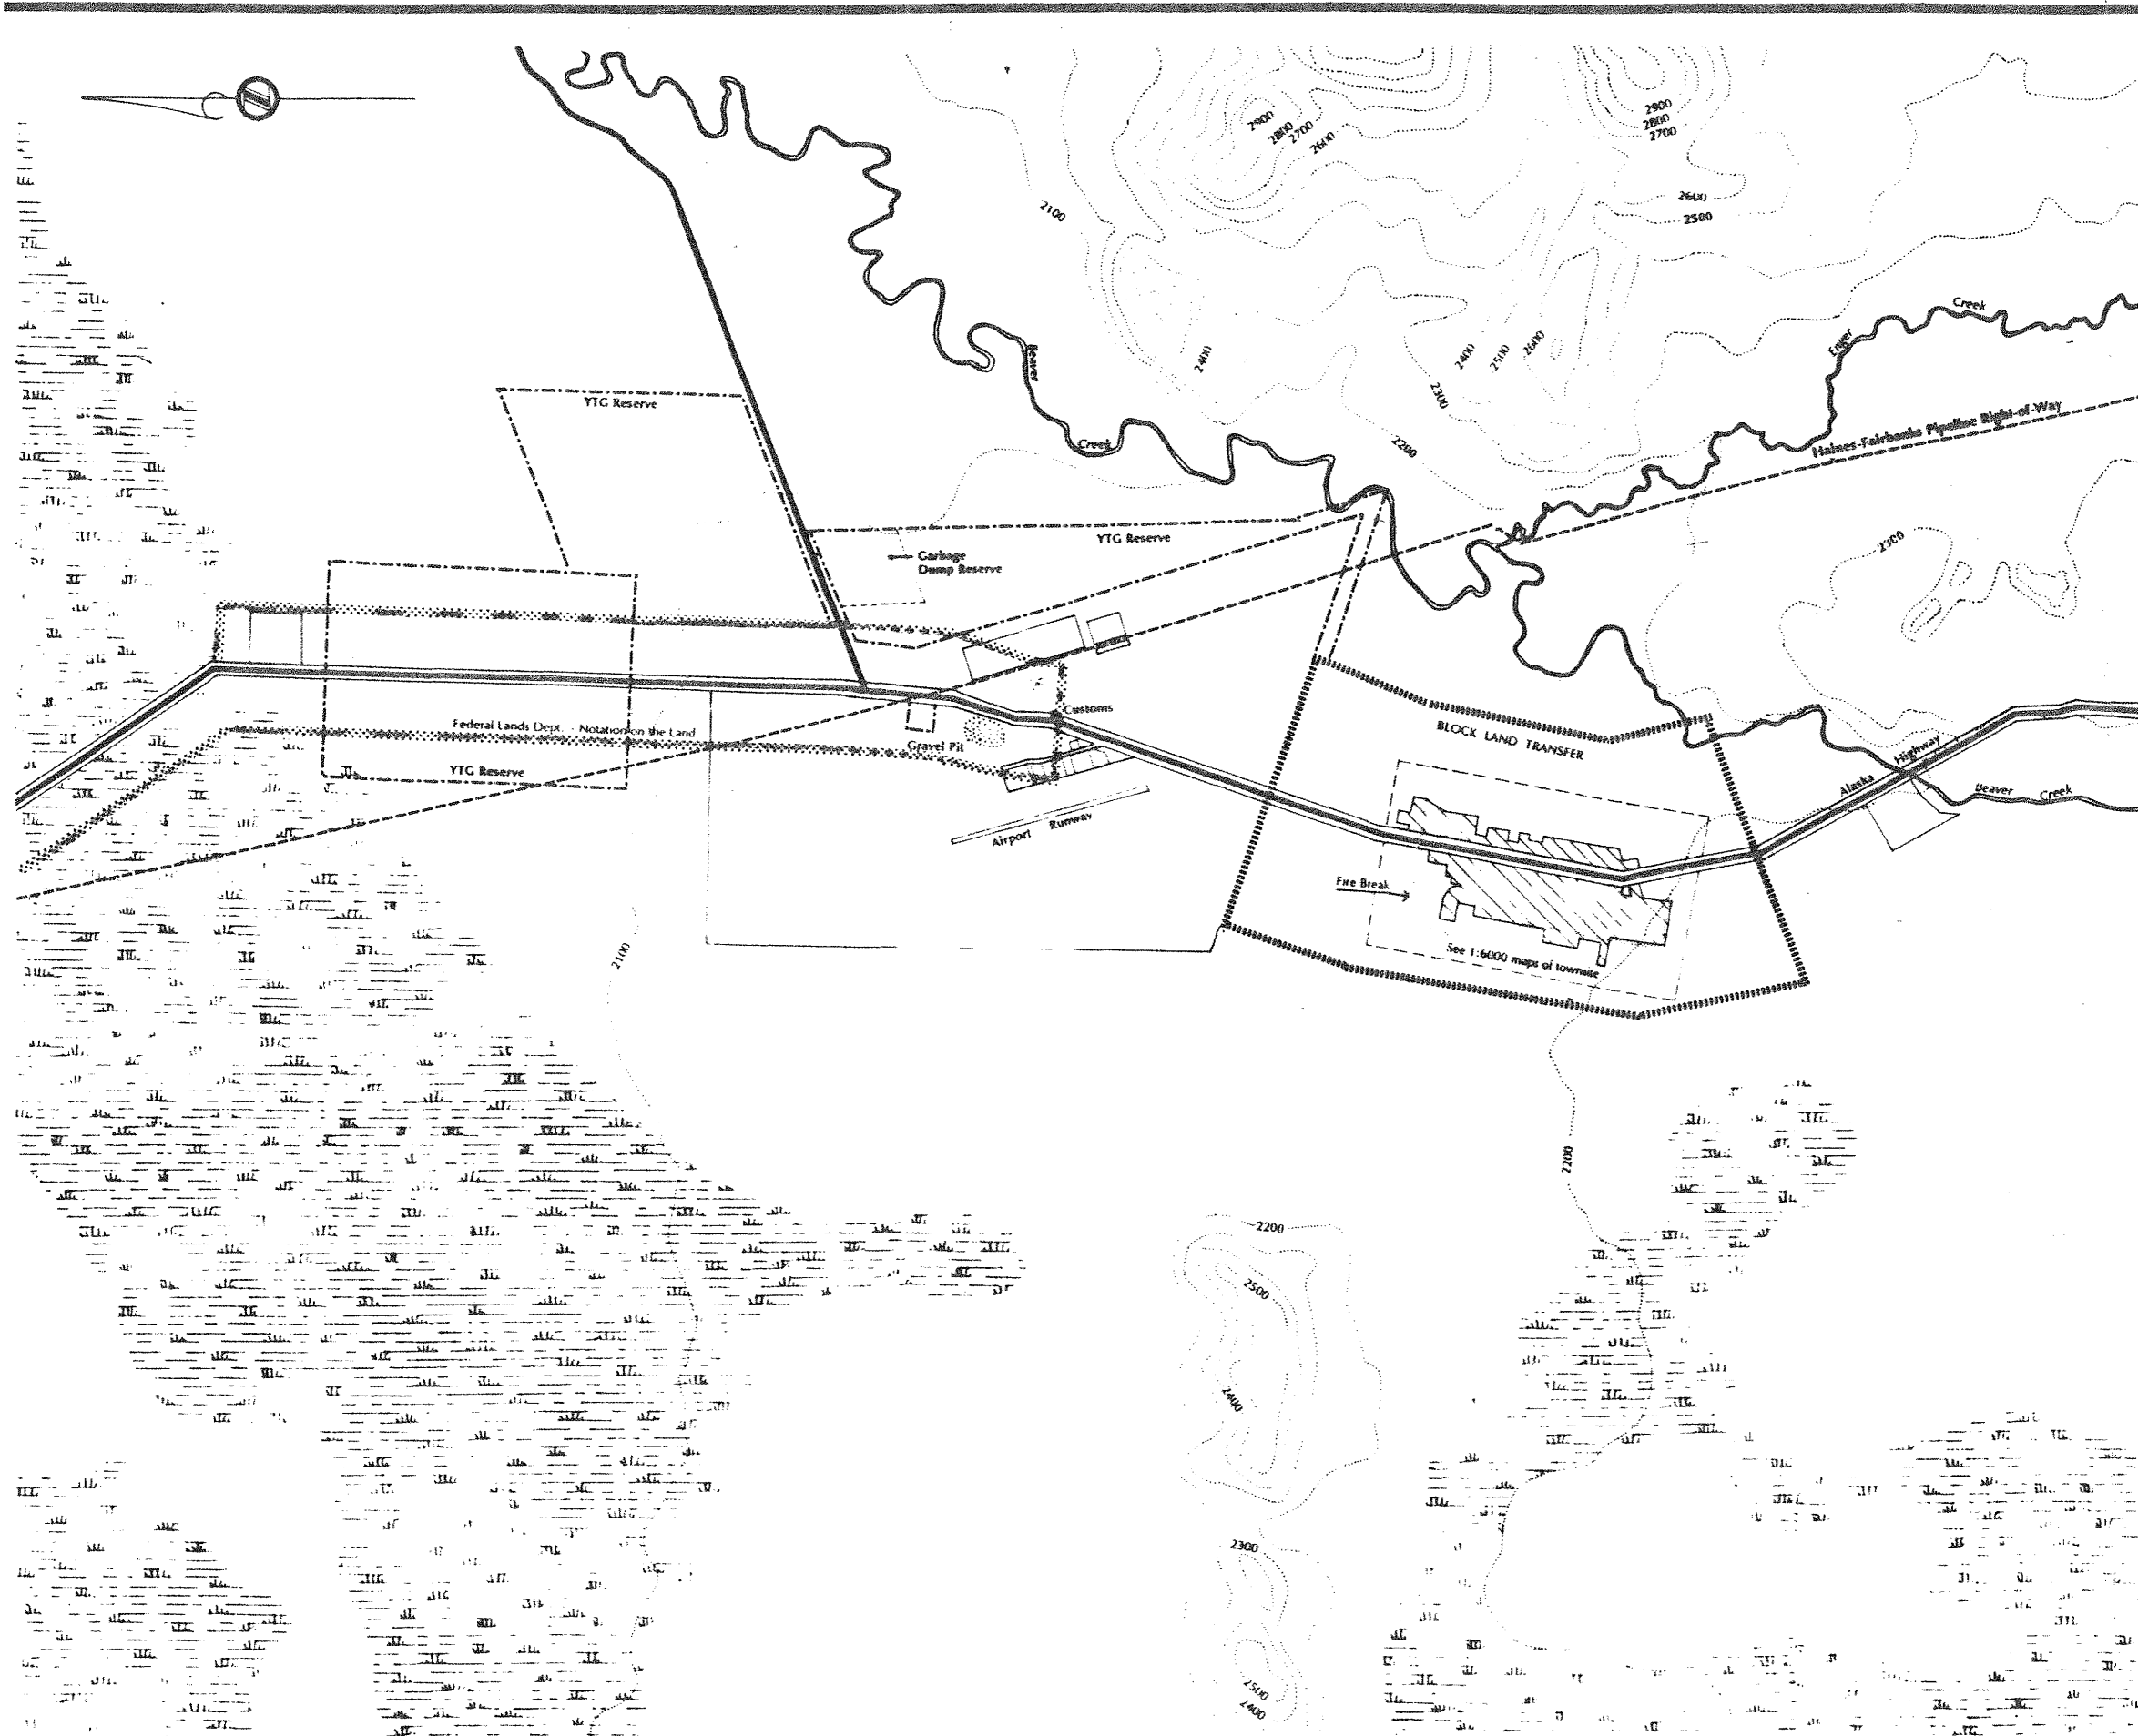 N
2900
2800
2700
2600
2900
2800
2700
2600
2500
2100
Creek
Enger
2400
2400
2500
2600
2300
Beaver
Creek
2200
Haines-Fairbanks Pipeline Right-of-Way
YTG Reserve
YTG Reserve
Garbage
Dump Reserve
2300
Customs
Federal Lands Dept. - Notation on the Land
Gravel Pit
YTG Reserve
BLOCK LAND TRANSFER
Alaska Highway
Beaver Creek
Airport Runway
Fire Break
See 1:6000 maps of townsite
2100
2200
2200
2500
2400
2300
2500
2400